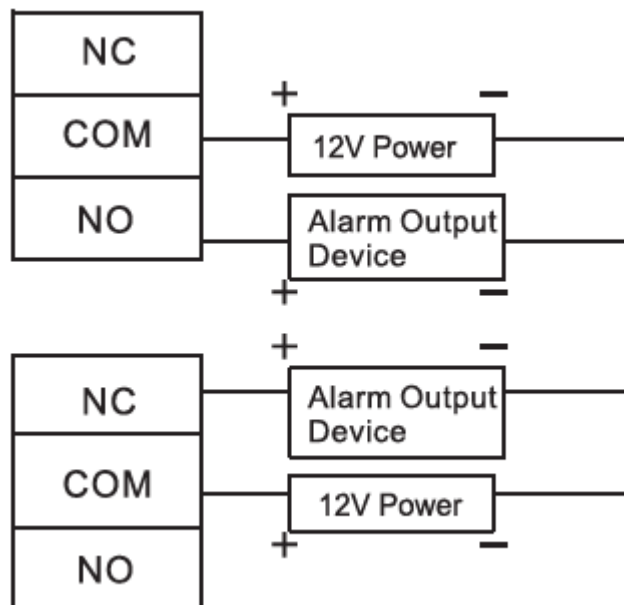 NC
+ −
COM
12V Power
NO
Alarm Output
Device
+ −
+ −
NC
Alarm Output
Device
COM
12V Power
+ −
NO